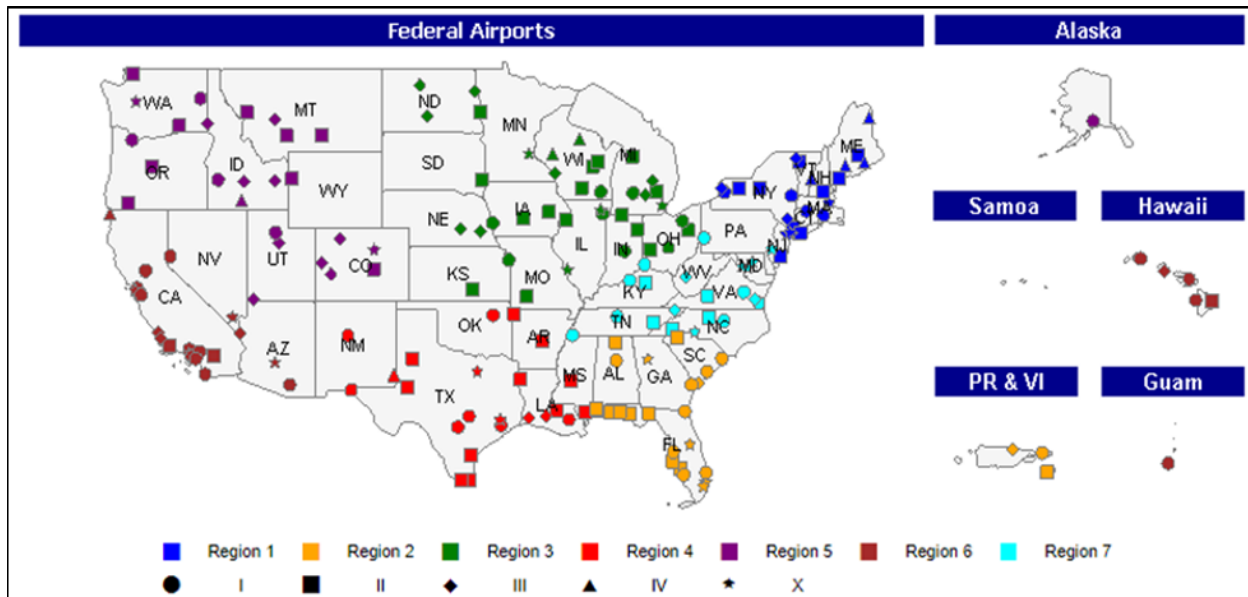 Federal Airports
Alaska
WA
MT
ND
MN
ME
OR
ID
SD
WI
MI
VT
NH
WY
NY
MA
CT
NE
IA
PA
NJ
NV
UT
CO
IL
IN
OH
MD
CA
KS
MO
WV
KY
VA
AZ
NM
OK
AR
TN
NC
SC
TX
LA
MS
AL
GA
FL
Samoa
Hawaii
PR & VI
Guam
Region 1 Region 2 Region 3 Region 4 Region 5 Region 6 Region 7
I II III IV X